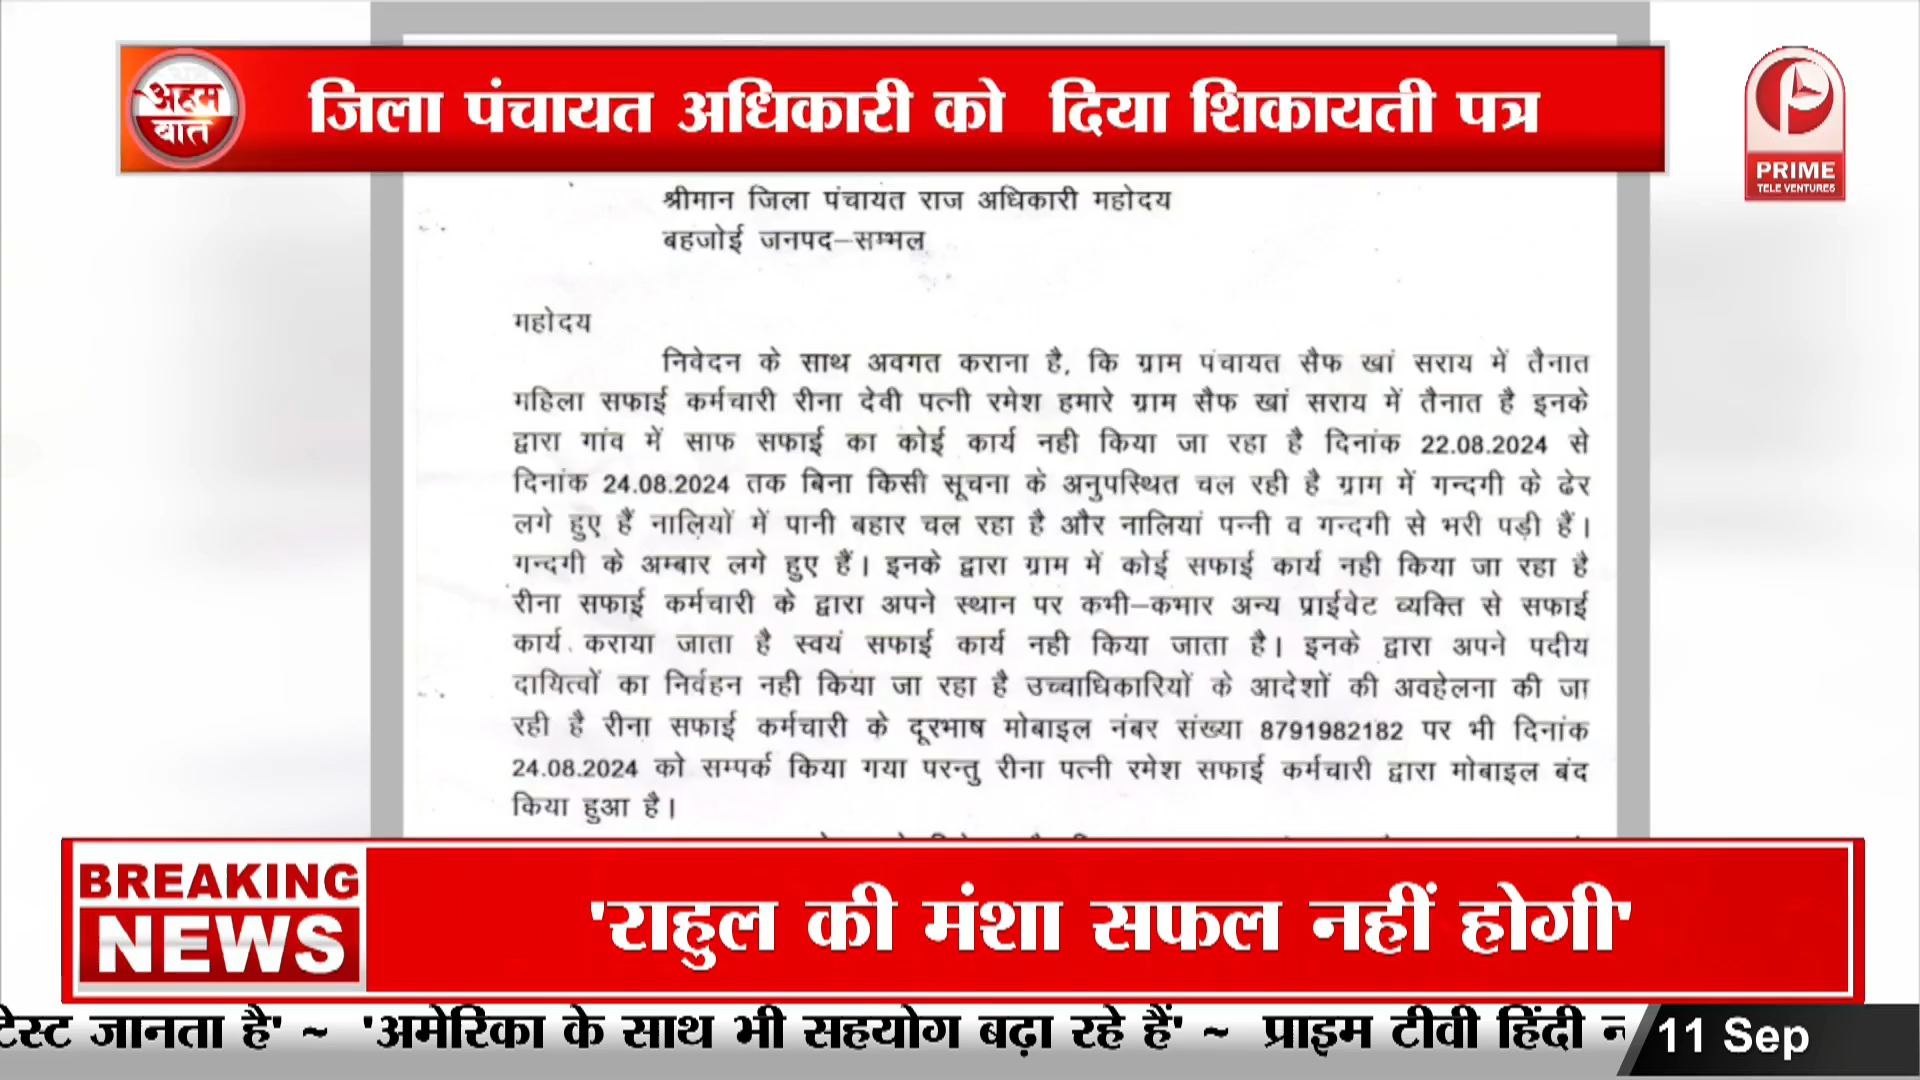 अहम
बात
जिला पंचायत अधिकारी को दिया शिकायती पत्र
PRIME
TELE VENTURES
श्रीमान जिला पंचायत राज अधिकारी महोदय
बहजोई जनपद–सम्भल
महोदय
निवेदन के साथ अवगत कराना है, कि ग्राम पंचायत सैफ खां सराय में तैनात
महिला सफाई कर्मचारी रीना देवी पत्नी रमेश हमारे ग्राम सैफ खां सराय में तैनात है इनके
द्वारा गांव में साफ सफाई का कोई कार्य नही किया जा रहा है दिनांक 22.08.2024 से
दिनांक 24.08.2024 तक बिना किसी सूचना के अनुपस्थित चल रही है ग्राम में गन्दगी के ढेर
लगे हुए हैं नालियों में पानी बहार चल रहा है और नालियां पन्नी व गन्दगी से भरी पड़ी हैं।
गन्दगी के अम्बार लगे हुए हैं। इनके द्वारा ग्राम में कोई सफाई कार्य नही किया जा रहा है
रीना सफाई कर्मचारी के द्वारा अपने स्थान पर कभी–कभार अन्य प्राईवेट व्यक्ति से सफाई
कार्य कराया जाता है स्वयं सफाई कार्य नही किया जाता है। इनके द्वारा अपने पदीय
दायित्वों का निर्वहन नही किया जा रहा है उच्चाधिकारियों के आदेशों की अवहेलना की जा
रही है रीना सफाई कर्मचारी के दूरभाष मोबाइल नंबर संख्या 8791982182 पर भी दिनांक
24.08.2024 को सम्पर्क किया गया परन्तु रीना पत्नी रमेश सफाई कर्मचारी द्वारा मोबाइल बंद
किया हुआ है।
BREAKING
NEWS
'राहुल की मंशा सफल नहीं होगी'
जानता है' ~ 'अमेरिका के साथ भी सहयोग बढ़ा रहे हैं' ~ प्राइम टीवी हिंदी
11 Sep